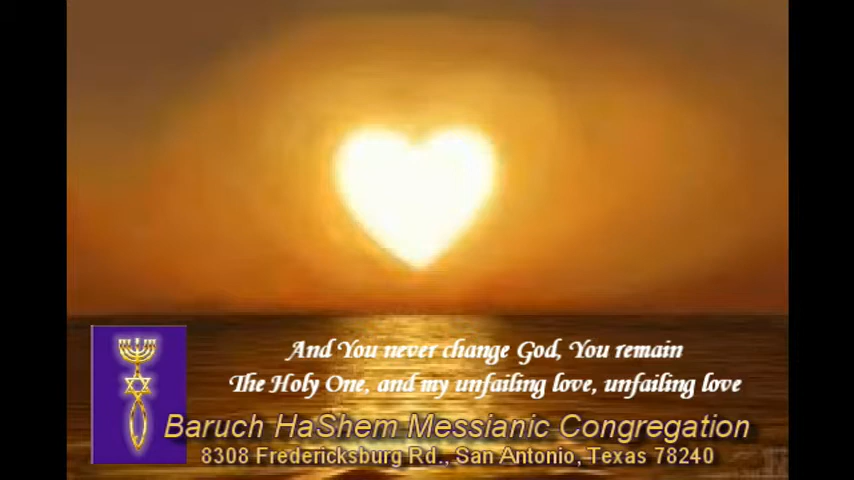 And You never change God, You remain
The Holy One, and my unfailing love, unfailing love
Baruch HaShem Messianic Congregation
8308 Fredericksburg Rd., San Antonio, Texas 78240